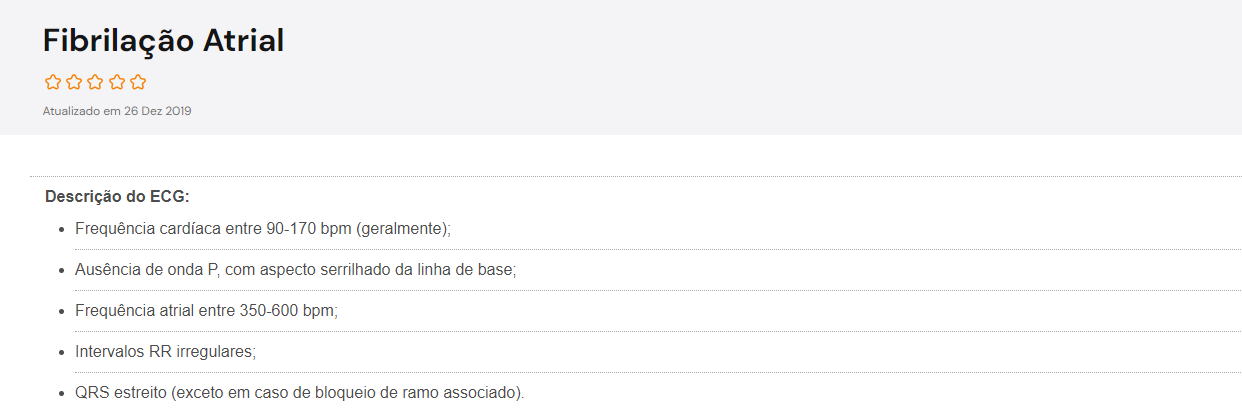 Fibrilação Atrial
Atualizado em 26 Dez 2019
Descrição do ECG:
Frequência cardíaca entre 90-170 bpm (geralmente);
Ausência de onda P, com aspecto serrilhado da linha de base;
Frequência atrial entre 350-600 bpm;
Intervalos RR irregulares;
QRS estreito (exceto em caso de bloqueio de ramo associado).